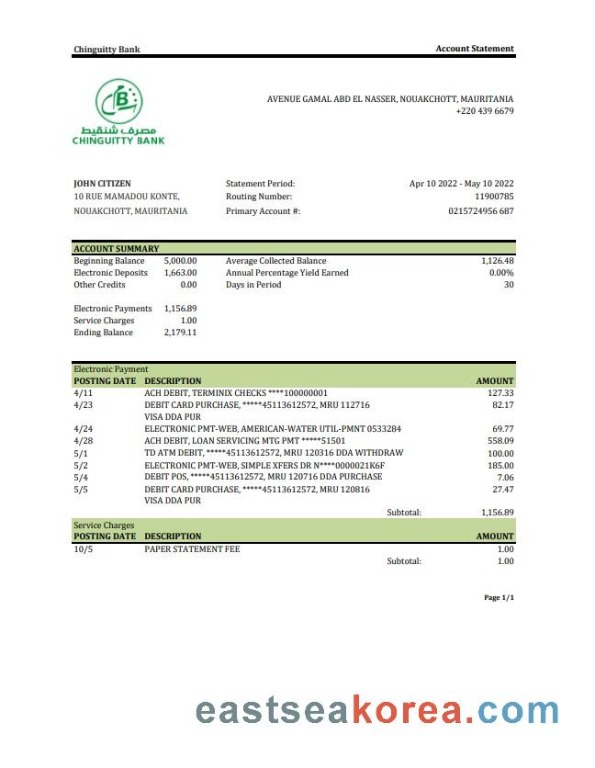 Chinguitty Bank Account Statement
B
مصرف شنقيط
CHINGUITTY BANK
AVENUE GAMAL ABD EL NASSER, NOUAKCHOTT, MAURITANIA
+220 439 6679
JOHN CITIZEN
10 RUE MAMADOU KONTE,
NOUAKCHOTT, MAURITANIA
Statement Period: Apr 10 2022 - May 10 2022
Routing Number: 11900785
Primary Account #: 0215724956 687
ACCOUNT SUMMARY
Beginning Balance 5,000.00 Average Collected Balance 1,126.48
Electronic Deposits 1,663.00 Annual Percentage Yield Earned 0.00%
Other Credits 0.00 Days in Period 30
Electronic Payments 1,156.89
Service Charges 1.00
Ending Balance 2,179.11
Electronic Payment
POSTING DATE DESCRIPTION AMOUNT
4/11 ACH DEBIT, TERMINIX CHECKS ****100000001 127.33
4/23 DEBIT CARD PURCHASE, *****45113612572, MRU 112716 82.17
VISA DDA PUR
4/24 ELECTRONIC PMT-WEB, AMERICAN-WATER UTIL-PMNT 0533284 69.77
4/28 ACH DEBIT, LOAN SERVICING MTG PMT *****51501 558.09
5/1 TD ATM DEBIT, *****45113612572, MRU 120316 DDA WITHDRAW 100.00
5/2 ELECTRONIC PMT-WEB, SIMPLE XFERS DR N****0000021K6F 185.00
5/4 DEBIT POS, *****45113612572, MRU 120716 DDA PURCHASE 7.06
5/5 DEBIT CARD PURCHASE, *****45113612572, MRU 120816 27.47
VISA DDA PUR
Subtotal: 1,156.89
Service Charges
POSTING DATE DESCRIPTION AMOUNT
10/5 PAPER STATEMENT FEE 1.00
Subtotal: 1.00
Page 1/1
eastseakorea.com